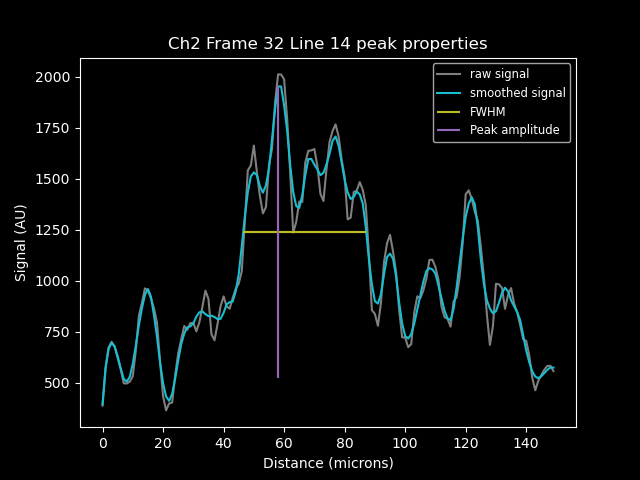 Ch2 Frame 32 Line 14 peak properties
raw signal
smoothed signal
FWHM
Peak amplitude
Signal (AU)
2000
1750
1500
1250
1000
750
500
0 20 40 60 80 100 120 140
Distance (microns)